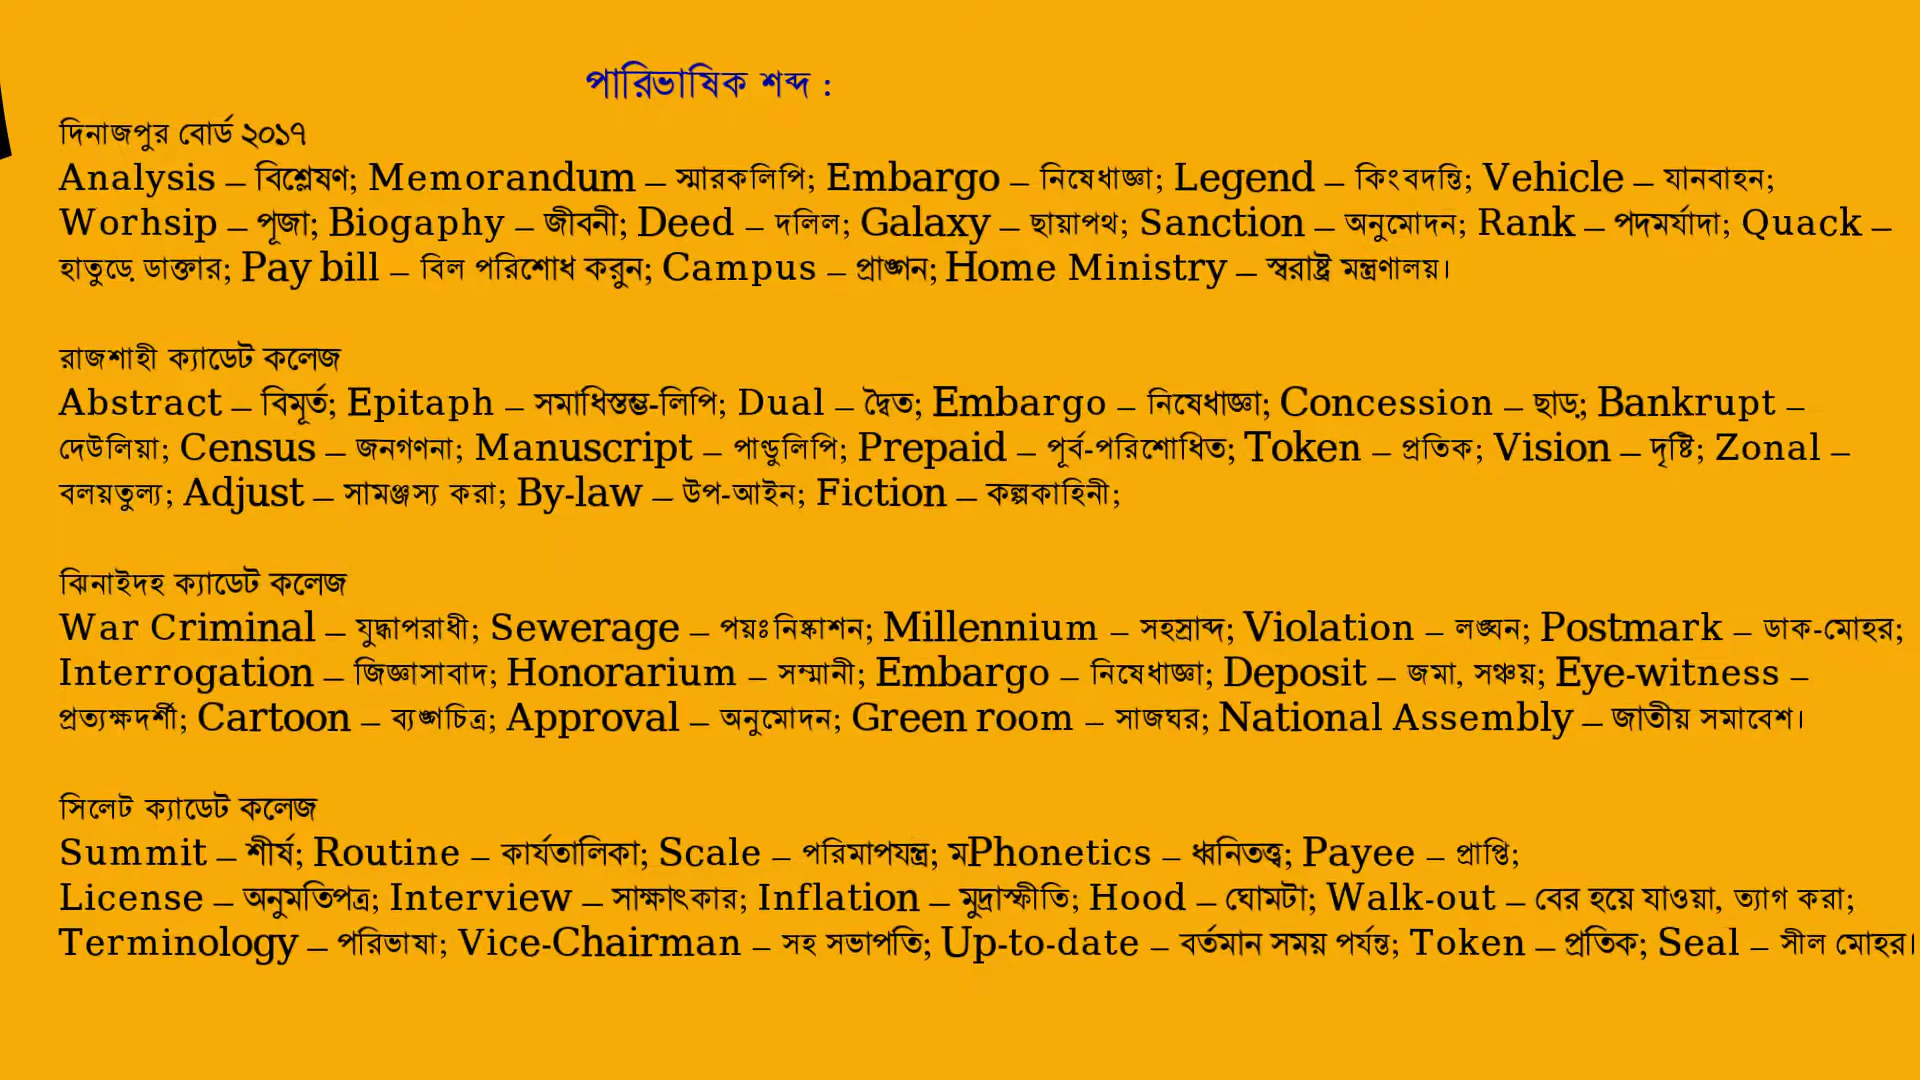 পারিভাষিক শব্দ :
দিনাজপুর বোর্ড ২০১৭
Analysis – বিশ্লেষণ; Memorandum – স্মারকলিপি; Embargo – নিষেধাজ্ঞা; Legend – কিংবদন্তি; Vehicle – যানবাহন;
Worhsip – পূজা; Biogaphy – জীবনী; Deed – দলিল; Galaxy – ছায়াপথ; Sanction – অনুমোদন; Rank – পদমর্যাদা; Quack –
হাতুড়ে ডাক্তার; Pay bill – বিল পরিশোধ করুন; Campus – প্রাঙ্গন; Home Ministry – স্বরাষ্ট্র মন্ত্রণালয়।
রাজশাহী ক্যাডেট কলেজ
Abstract – বিমূর্ত; Epitaph – সমাধিস্তম্ভ-লিপি; Dual – দ্বৈত; Embargo – নিষেধাজ্ঞা; Concession – ছাড়; Bankrupt –
দেউলিয়া; Census – জনগণনা; Manuscript – পাণ্ডুলিপি; Prepaid – পূর্ব-পরিশোধিত; Token – প্রতিক; Vision – দৃষ্টি; Zonal –
বলয়তুল্য; Adjust – সামঞ্জস্য করা; By-law – উপ-আইন; Fiction – কল্পকাহিনী;
ঝিনাইদহ ক্যাডেট কলেজ
War Criminal – যুদ্ধাপরাধী; Sewerage – পয়ঃনিষ্কাশন; Millennium – সহস্রাব্দ; Violation – লঙ্ঘন; Postmark – ডাক-মোহর;
Interrogation – জিজ্ঞাসাবাদ; Honorarium – সম্মানী; Embargo – নিষেধাজ্ঞা; Deposit – জমা, সঞ্চয়; Eye-witness –
প্রত্যক্ষদর্শী; Cartoon – ব্যঙ্গচিত্র; Approval – অনুমোদন; Green room – সাজঘর; National Assembly – জাতীয় সমাবেশ।
সিলেট ক্যাডেট কলেজ
Summit – শীর্ষ; Routine – কার্যতালিকা; Scale – পরিমাপযন্ত্র; মPhonetics – ধ্বনিতত্ত্ব; Payee – প্রাপ্তি;
License – অনুমতিপত্র; Interview – সাক্ষাৎকার; Inflation – মুদ্রাস্ফীতি; Hood – ঘোমটা; Walk-out – বের হয়ে যাওয়া, ত্যাগ করা;
Terminology – পরিভাষা; Vice-Chairman – সহ সভাপতি; Up-to-date – বর্তমান সময় পর্যন্ত; Token – প্রতিক; Seal – সীল মোহর।